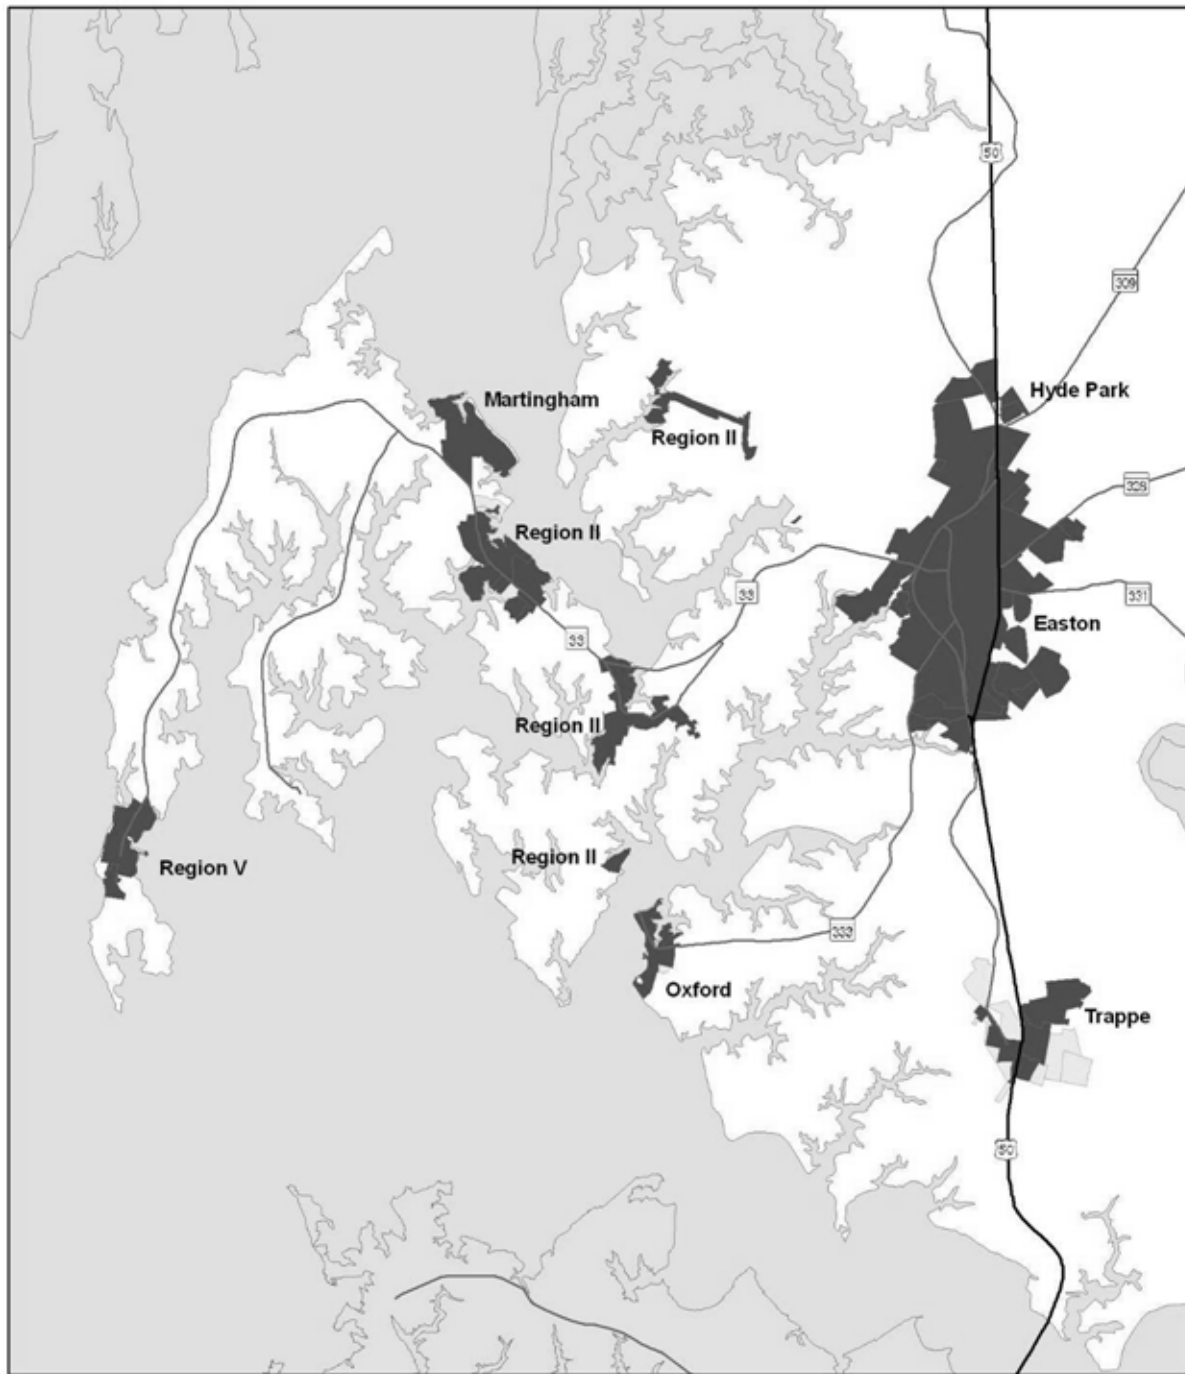 50
309
Hyde Park
Martingham
Region II
328
Region II
33
331
Easton
33
Region II
Region II
Region V
333
Oxford
Trappe
50